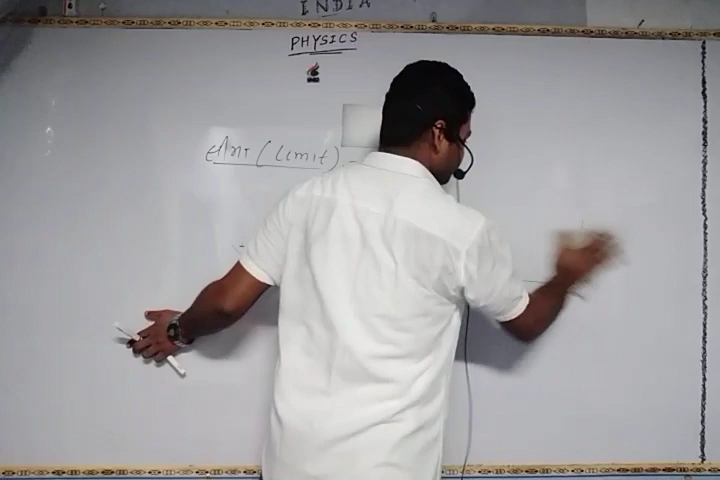 INDIA
PHYSICS
सीमा (Limit)